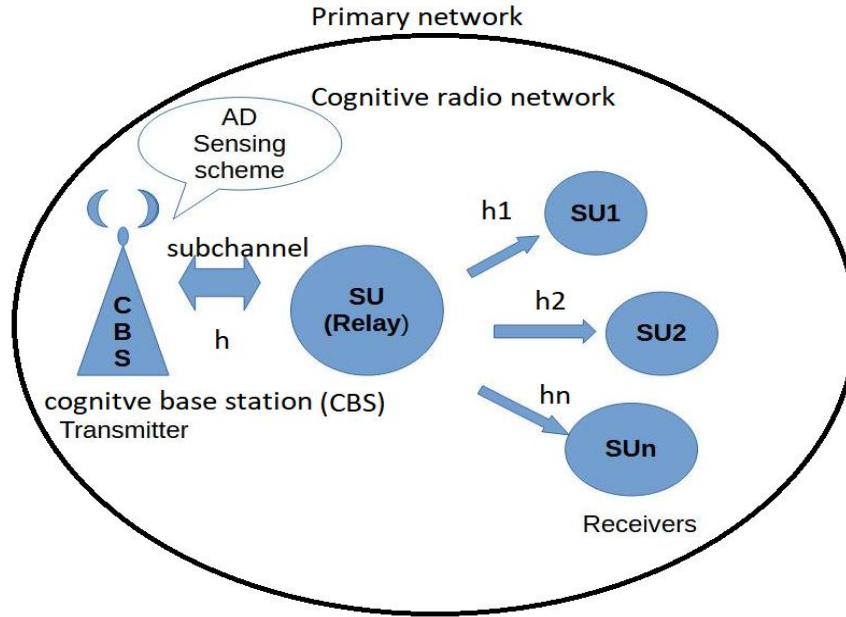 Primary network
Cognitive radio network
AD
Sensing
scheme
subchannel
h
C
B
S
SU
(Relay)
h1
SU1
h2
SU2
hn
SUn
cognitve base station (CBS)
Transmitter
Receivers